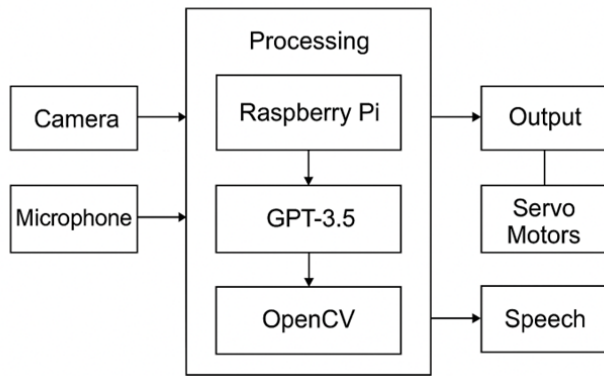 Processing
Camera
Raspberry Pi
Output
Microphone
GPT-3.5
Servo
Motors
OpenCV
Speech